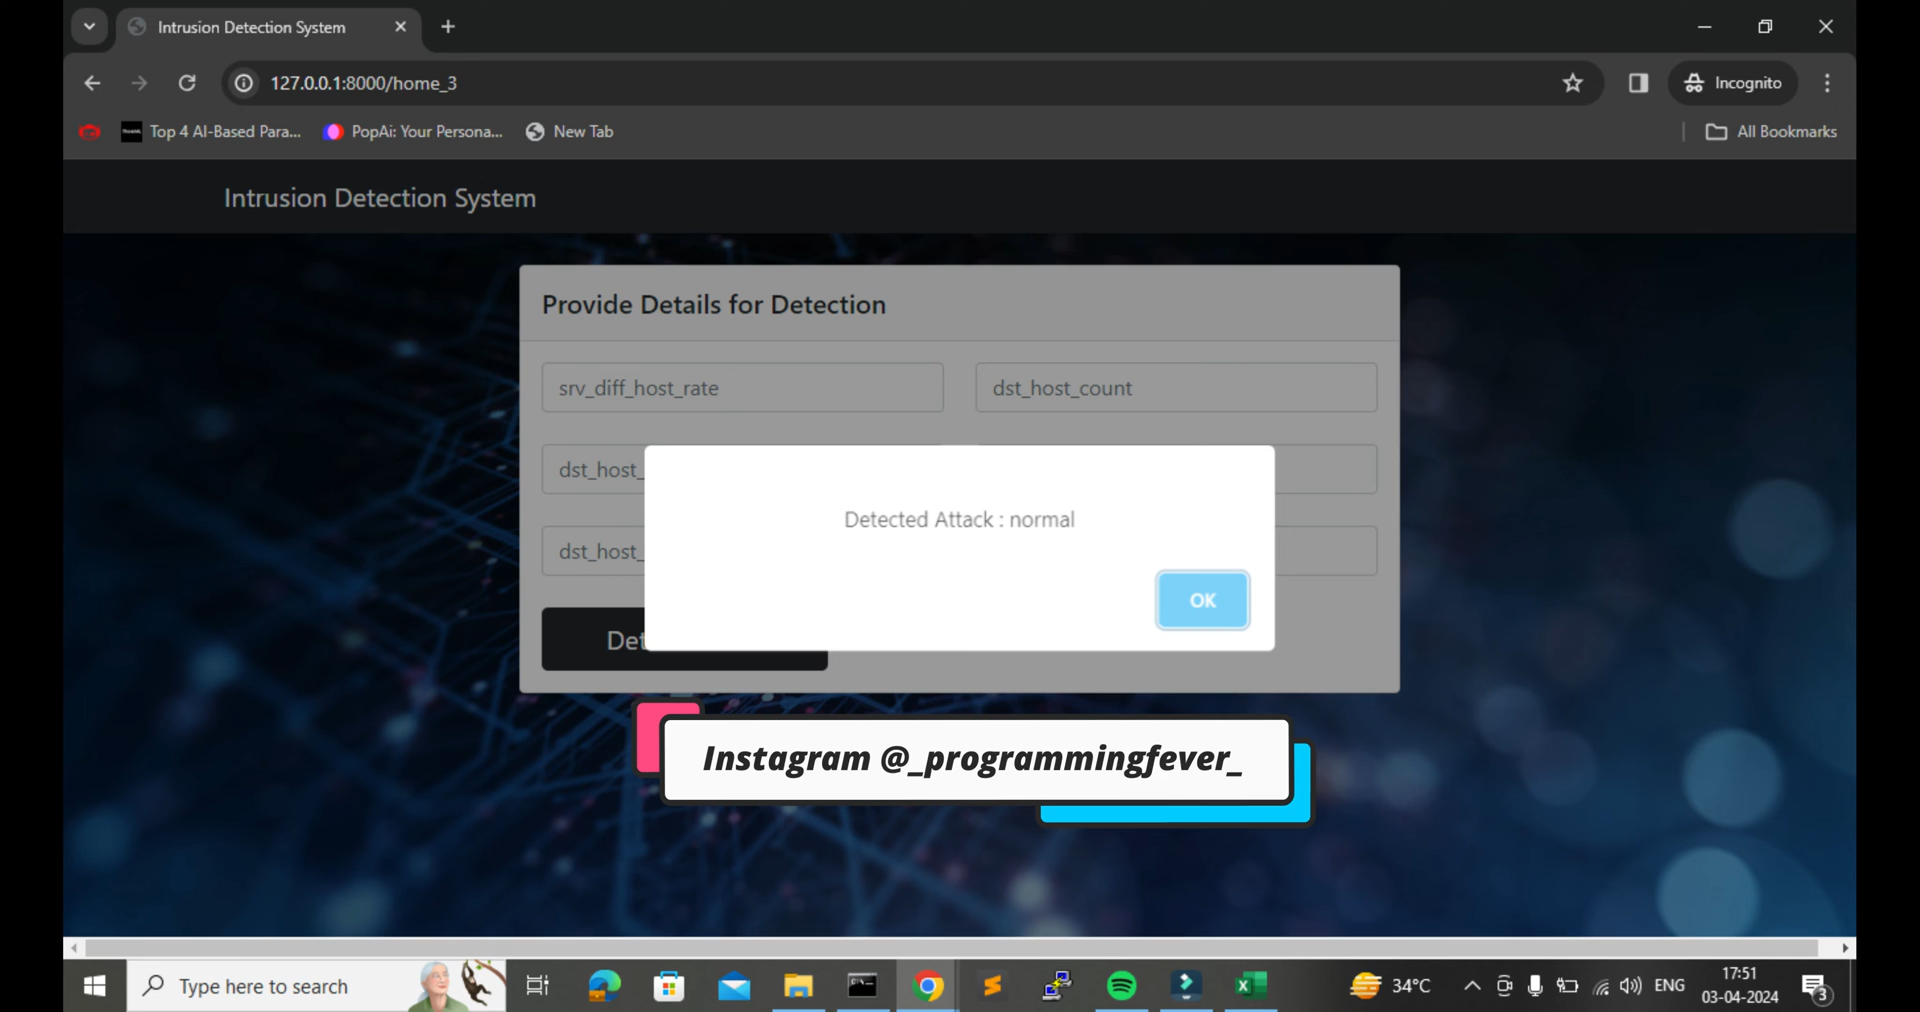 Intrusion Detection System
127.0.0.1:8000/home_3
Incognito
Top 4 AI-Based Para...
PopAi: Your Persona...
New Tab
All Bookmarks
Intrusion Detection System
Provide Details for Detection
srv_diff_host_rate
dst_host_count
dst_host_
Detected Attack : normal
dst_host_
OK
Det
Instagram @_programmingfever_
Type here to search
34°C
ENG
17:51
03-04-2024
3